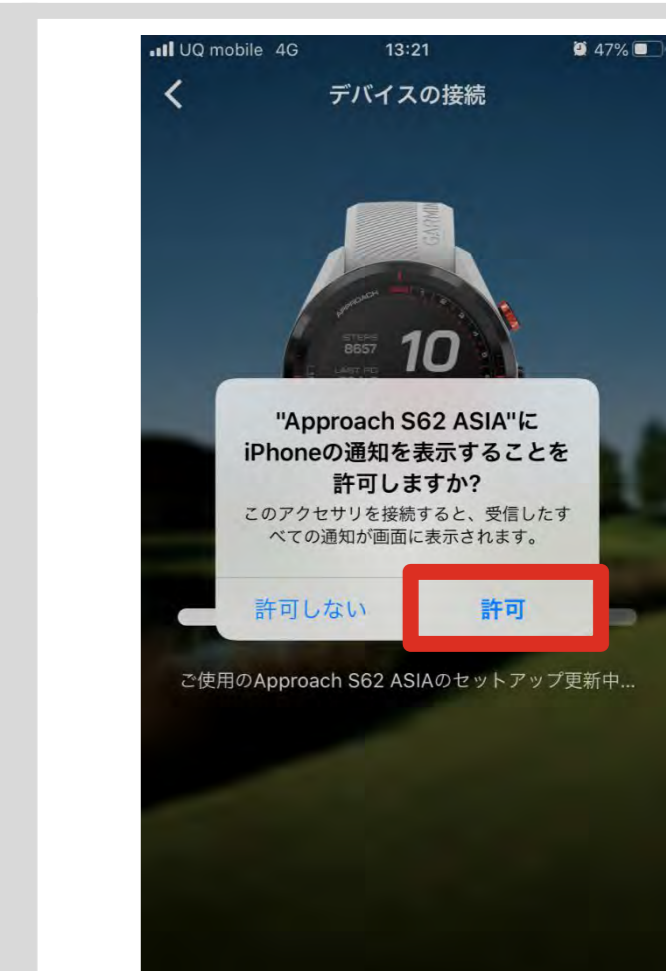 UQ mobile 4G 13:21 47%
デバイスの接続
GARMIN
APPROACH
STEPS
8657
10
"Approach S62 ASIA"に
iPhoneの通知を表示することを
許可しますか?
このアクセサリを接続すると、受信したす
べての通知が画面に表示されます。
許可しない 許可
ご使用のApproach S62 ASIAのセットアップ更新中...